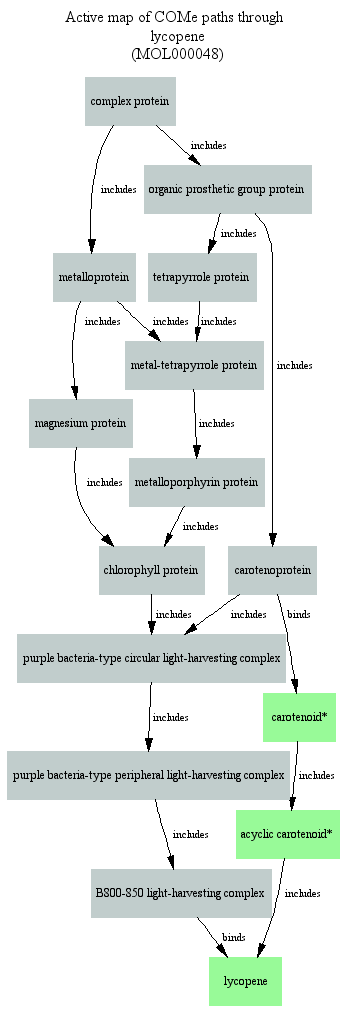 Active map of COMe paths through
lycopene
(MOL000048)
complex protein
includes
organic prosthetic group protein
includes
includes
metalloprotein
tetrapyrrole protein
includes
includes
includes
metal-tetrapyrrole protein
includes
magnesium protein
includes
metalloporphyrin protein
includes
includes
chlorophyll protein
carotenoprotein
includes
includes
binds
purple bacteria-type circular light-harvesting complex
carotenoid*
includes
purple bacteria-type peripheral light-harvesting complex
includes
acyclic carotenoid*
includes
B800-850 light-harvesting complex
includes
binds
lycopene